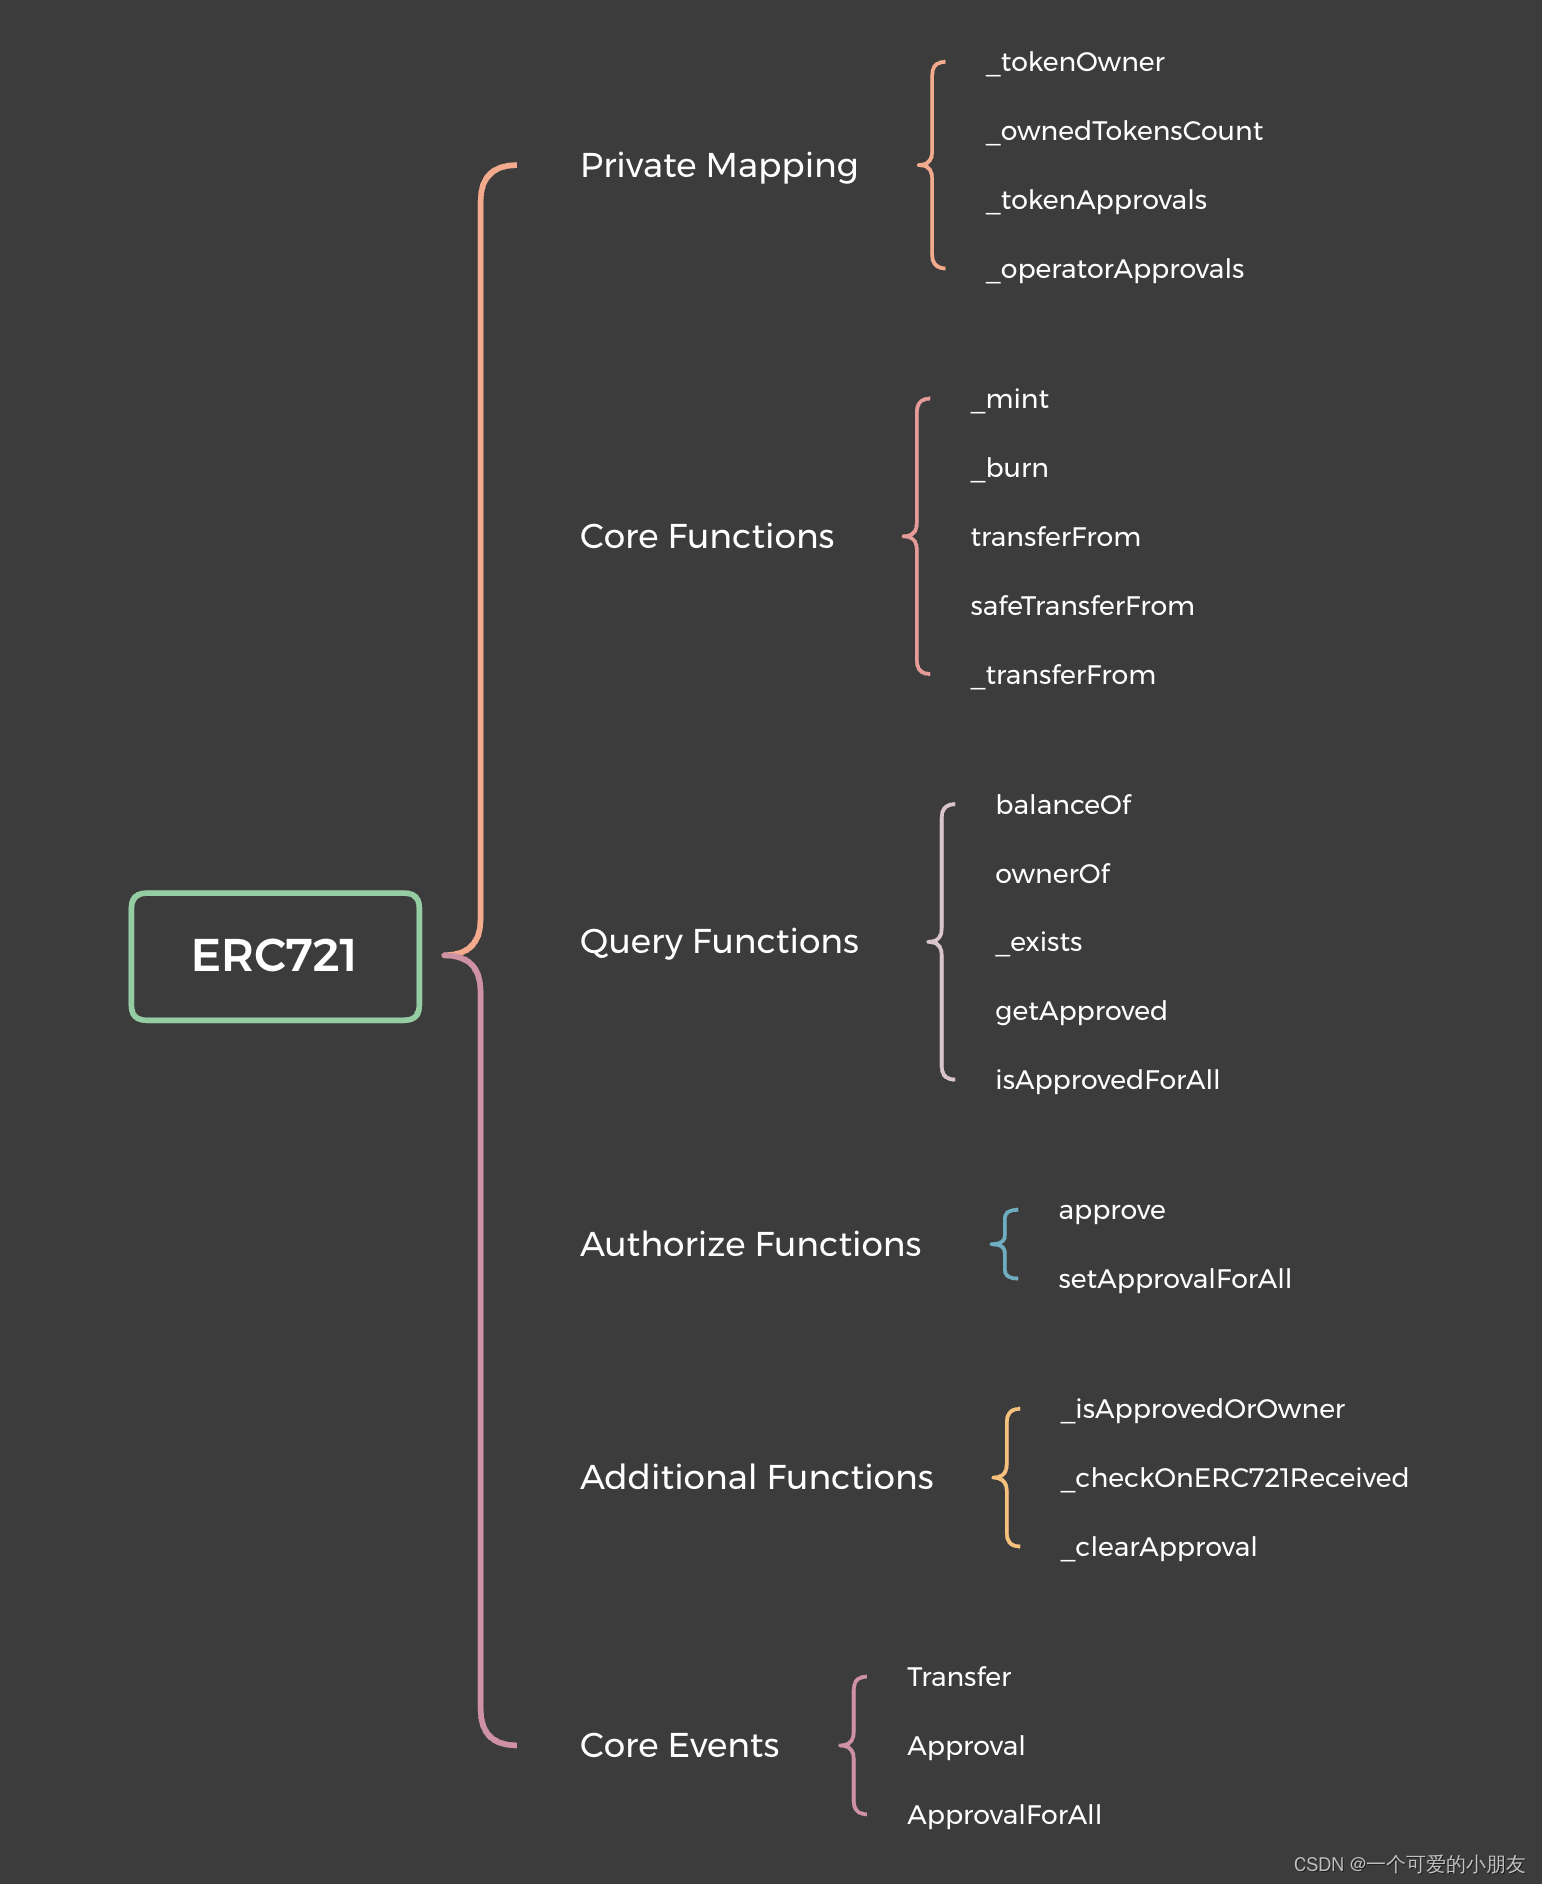 ERC721
Private Mapping
_tokenOwner
_ownedTokensCount
_tokenApprovals
_operatorApprovals
Core Functions
_mint
_burn
transferFrom
safeTransferFrom
_transferFrom
Query Functions
balanceOf
ownerOf
_exists
getApproved
isApprovedForAll
Authorize Functions
approve
setApprovalForAll
Additional Functions
_isApprovedOrOwner
_checkOnERC721Received
_clearApproval
Core Events
Transfer
Approval
ApprovalForAll
CSDN @一个可爱的小朋友